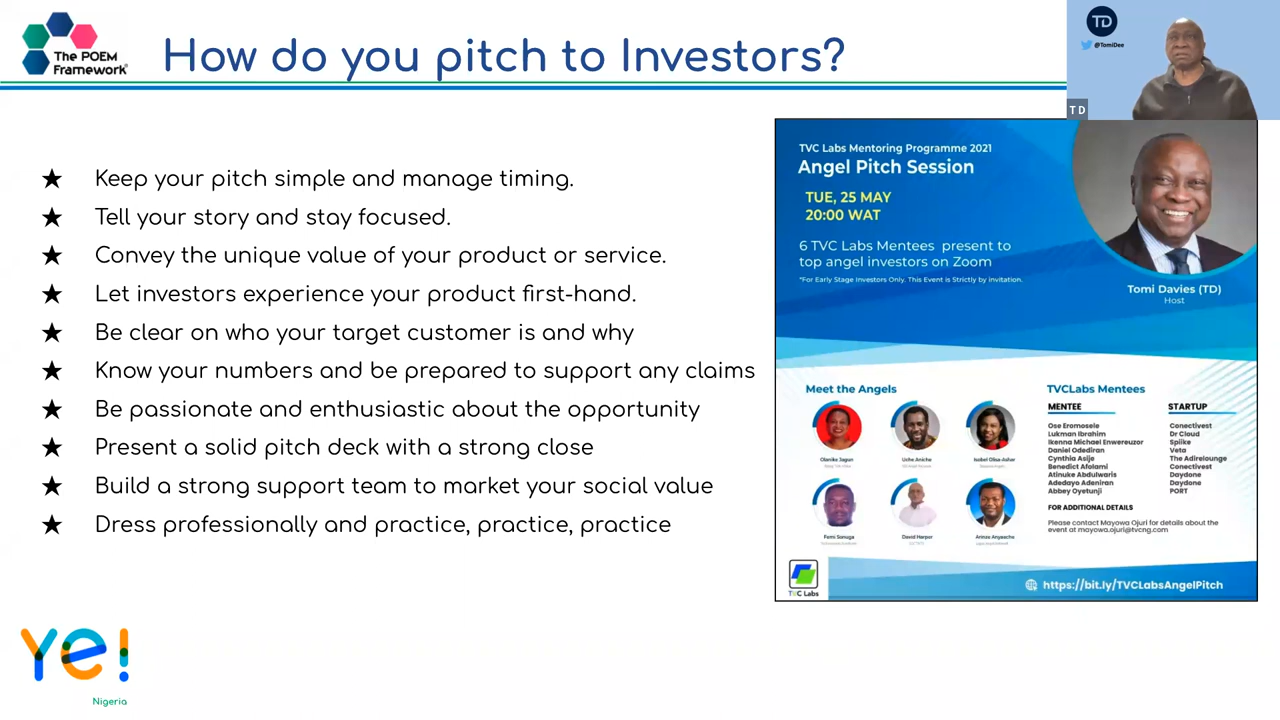 The POEM
Framework
How do you pitch to Investors?
TD
@TomiDee
T D
★ Keep your pitch simple and manage timing.
★ Tell your story and stay focused.
★ Convey the unique value of your product or service.
★ Let investors experience your product first-hand.
★ Be clear on who your target customer is and why
★ Know your numbers and be prepared to support any claims
★ Be passionate and enthusiastic about the opportunity
★ Present a solid pitch deck with a strong close
★ Build a strong support team to market your social value
★ Dress professionally and practice, practice, practice
TVC Labs Mentoring Programme 2021
Angel Pitch Session
TUE, 25 MAY
20:00 WAT
6 TVC Labs Mentees present to
top angel investors on Zoom
*For Early Stage Investors Only. This Event is Strictly by invitation.
Tomi Davies (TD)
Host
Meet the Angels
Olanike Jagun
Uche Aniche
Isobel Olisa-Asher
Femi Sonuga
David Harper
Arinze Anyaeche
TVCLabs Mentees
MENTEE STARTUP
Ose Eromosele Conectivest
Lukman Ibrahim Dr Cloud
Ikenna Michael Enwereuzor Spiike
Daniel Odediran Veta
Cynthia Asije The Adirelounge
Benedict Afolami Conectivest
Atinuke Abdulwaris Daydone
Adedayo Adeniran Daydone
Abbey Oyetunji PORT
FOR ADDITIONAL DETAILS
Please contact Mayowa Ojuri for details about the
event at mayowa.ojuri@tvcng.com
TVC Labs
https://bit.ly/TVCLabsAngelPitch
Ye!
Nigeria